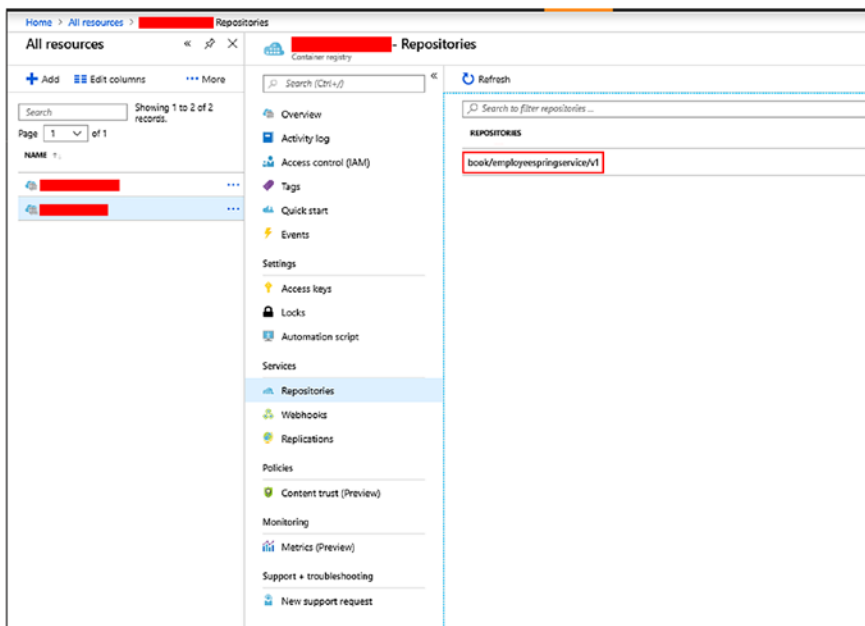 Home > All resources > Repositories
All resources
Add Edit columns ••• More
Search
Showing 1 to 2 of 2
records.
Page 1 of 1
NAME
- Repositories
Container registry
Search (Ctrl+/)
Overview
Activity log
Access control (IAM)
Tags
Quick start
Events
Settings
Access keys
Locks
Automation script
Services
Repositories
Webhooks
Replications
Policies
Content trust (Preview)
Monitoring
Metrics (Preview)
Support + troubleshooting
New support request
Refresh
Search to filter repositories ...
REPOSITORIES
book/employeespringservice/v1